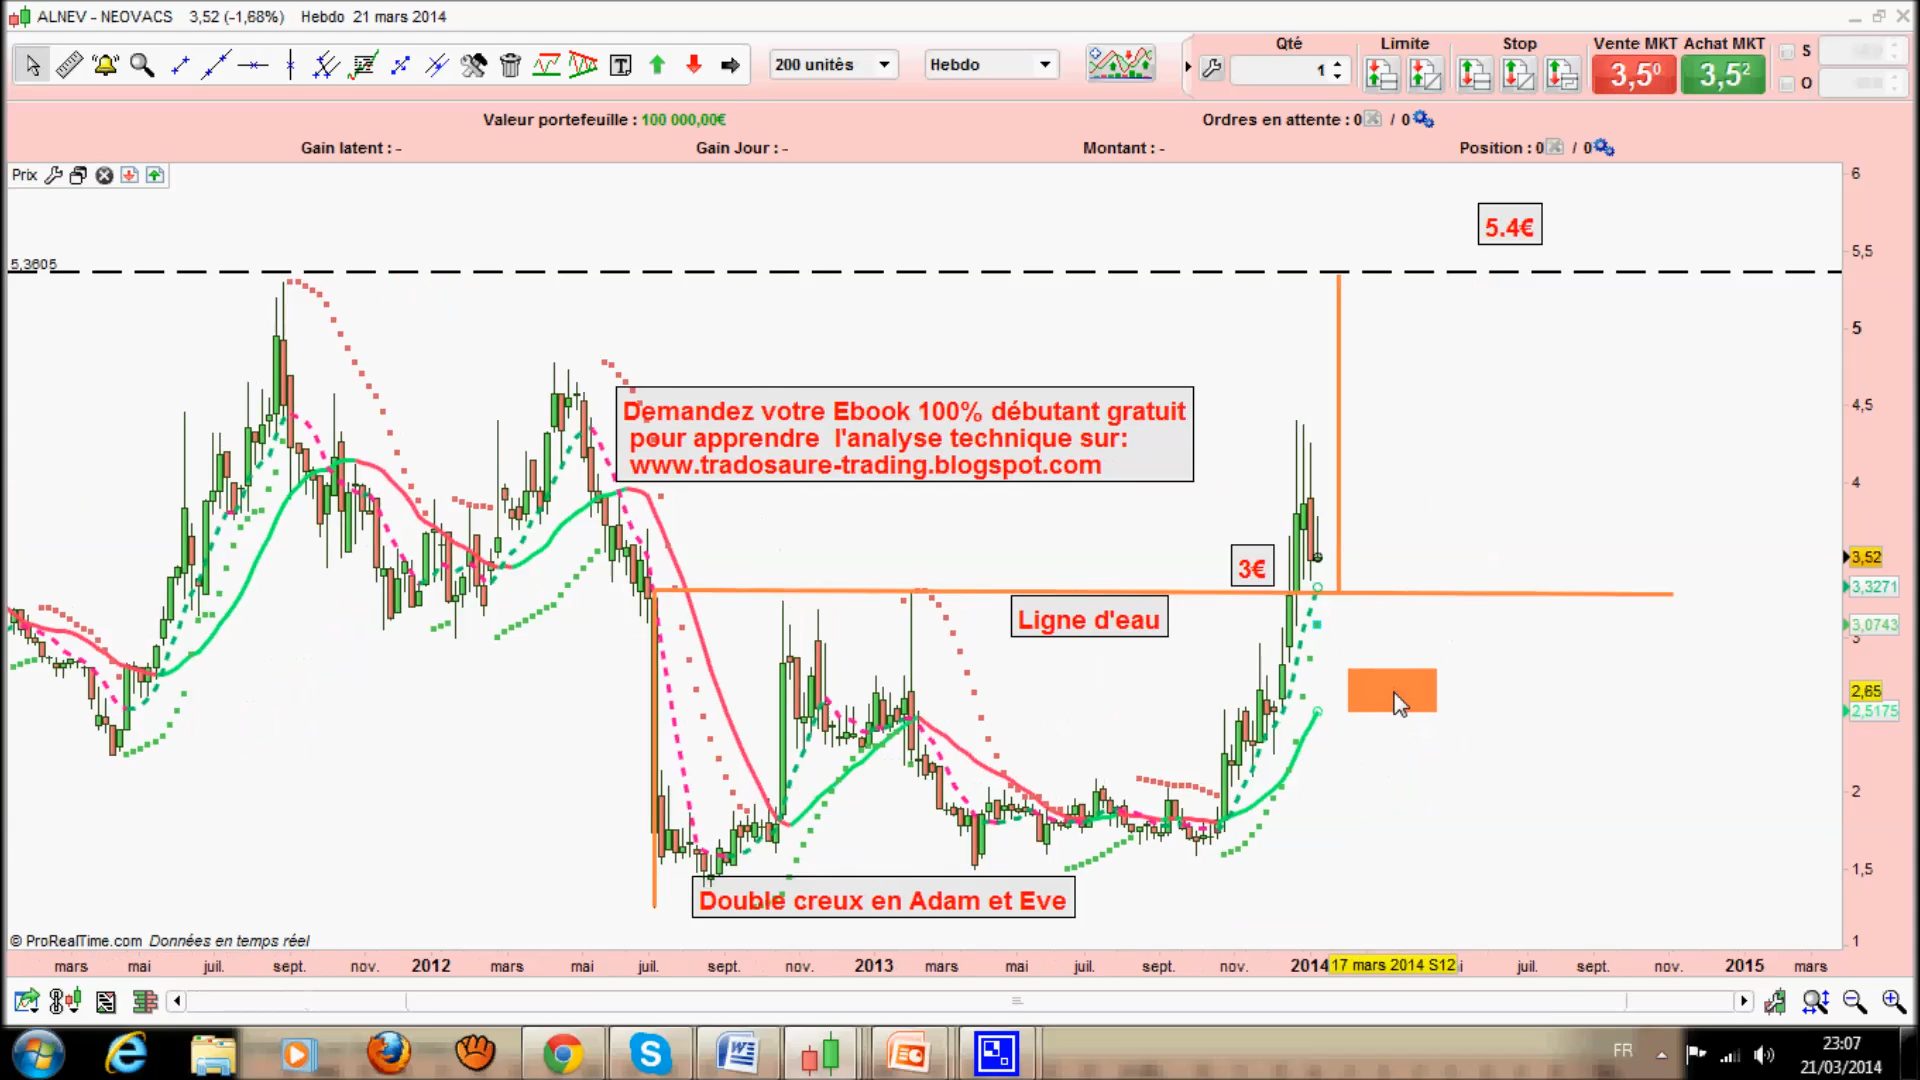 ALNEV - NEOVACS 3,52 (-1,68%) Hebdo 21 mars 2014
200 unités Hebdo
Qté Limite Stop Vente MKT Achat MKT S
1 3,5⁰ 3,5² O
Valeur portefeuille : 100 000,00€ Ordres en attente : 0 / 0
Gain latent : - Gain Jour : - Montant : - Position : 0 / 0
Prix
6
5.4€
5,5
5,3605
5
4,5
Demandez votre Ebook 100% débutant gratuit
pour apprendre l'analyse technique sur:
www.tradosaure-trading.blogspot.com
4
3,52
3€
3,3271
Ligne d'eau
3,0743
3
2,65
2,5175
2
1,5
Double creux en Adam et Eve
© ProRealTime.com Données en temps réel
1
mars mai juil. sept. nov. 2012 mars mai juil. sept. nov. 2013 mars mai juil. sept. nov. 2014 17 mars 2014 S12 juil. sept. nov. 2015 mars
FR
23:07
21/03/2014